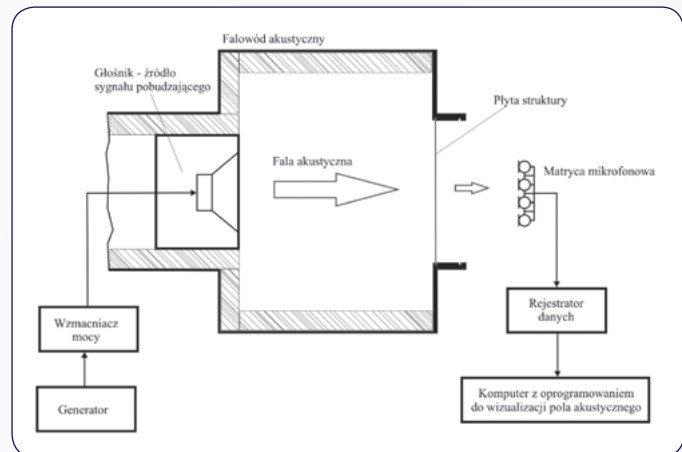 Falowód akustyczny
Głośnik - źródło
sygnału pobudzającego
Płyta struktury
Fala akustyczna
Matryca mikrofonowa
Wzmacniacz
mocy
Rejestrator
danych
Generator
Komputer z oprogramowaniem
do wizualizacji pola akustycznego